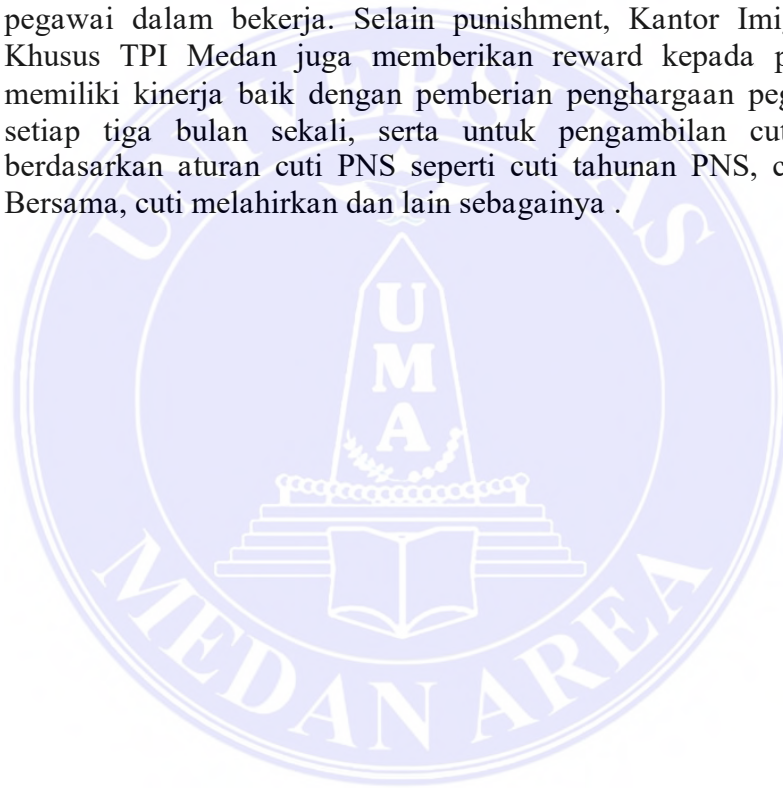 pegawai dalam bekerja. Selain punishment, Kantor Imi
Khusus TPI Medan juga memberikan reward kepada p
memiliki kinerja baik dengan pemberian penghargaan peg
setiap tiga bulan sekali, serta untuk pengambilan cut
berdasarkan aturan cuti PNS seperti cuti tahunan PNS, c
Bersama, cuti melahirkan dan lain sebagainya .
UNIVERSITAS
U
M
A
MEDAN AREA